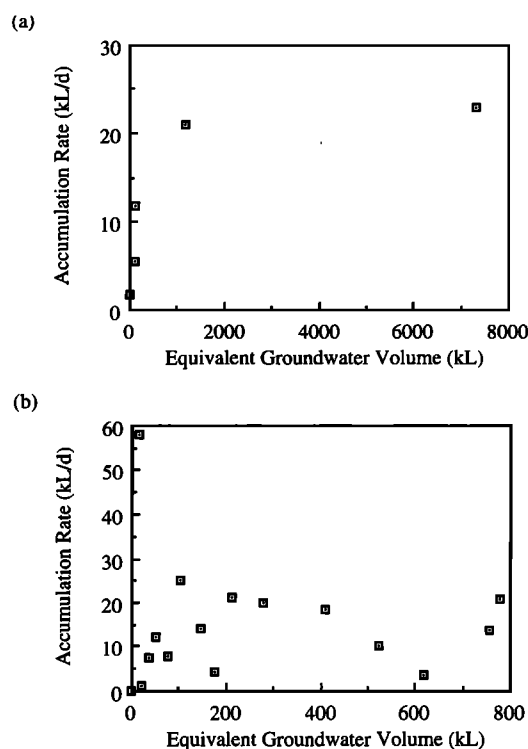 (a)
30
20
10
0
Accumulation Rate (kL/d)
0 2000 4000 6000 8000
Equivalent Groundwater Volume (kL)
(b)
60
50
40
30
20
10
0
Accumulation Rate (kL/d)
0 200 400 600 800
Equivalent Groundwater Volume (kL)